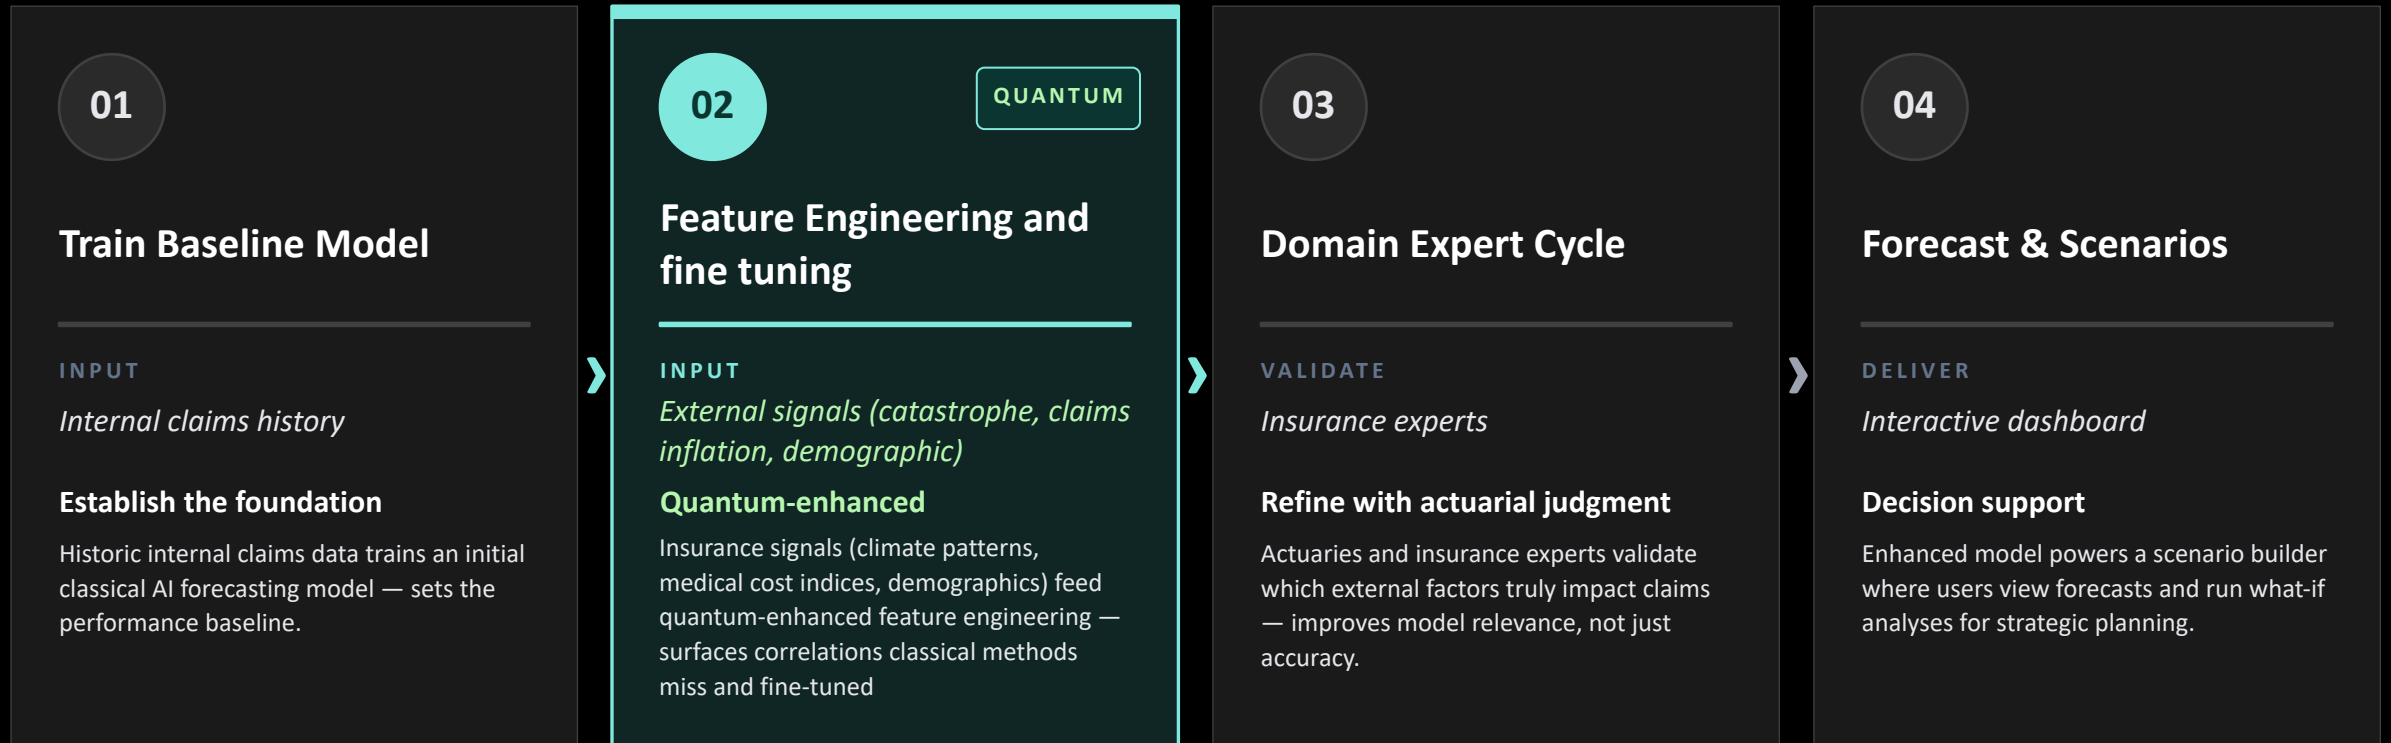 01
Train Baseline Model
INPUT
Internal claims history
Establish the foundation
Historic internal claims data trains an initial
classical AI forecasting model — sets the
performance baseline.
02
QUANTUM
Feature Engineering and
fine tuning
INPUT
External signals (catastrophe, claims
inflation, demographic)
Quantum-enhanced
Insurance signals (climate patterns,
medical cost indices, demographics) feed
quantum-enhanced feature engineering —
surfaces correlations classical methods
miss and fine-tuned
03
Domain Expert Cycle
VALIDATE
Insurance experts
Refine with actuarial judgment
Actuaries and insurance experts validate
which external factors truly impact claims
— improves model relevance, not just
accuracy.
04
Forecast & Scenarios
DELIVER
Interactive dashboard
Decision support
Enhanced model powers a scenario builder
where users view forecasts and run what-if
analyses for strategic planning.